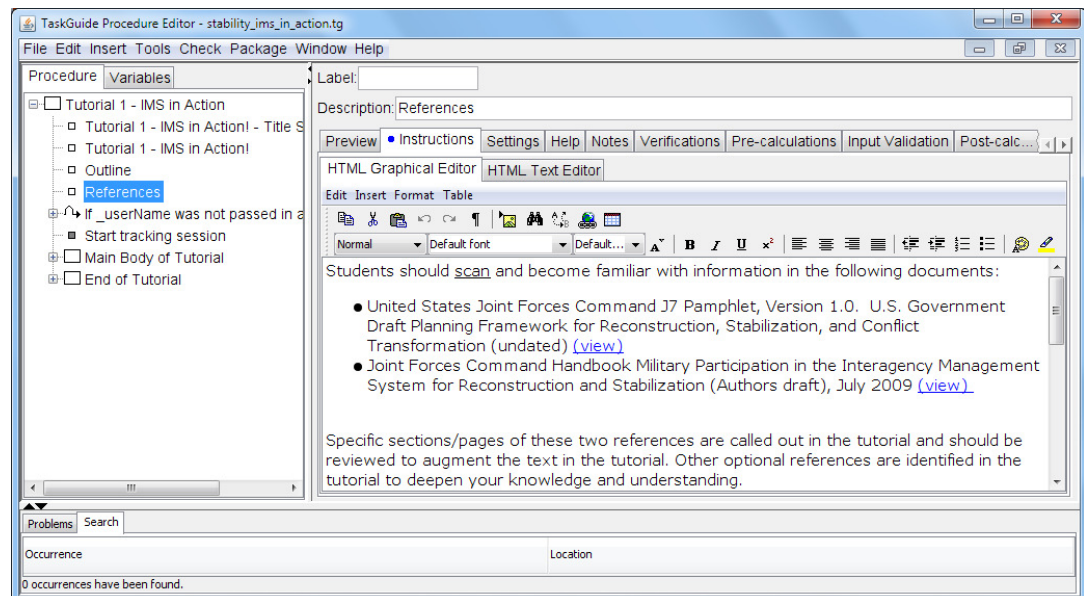 TaskGuide Procedure Editor - stability_ims_in_action.tg
File Edit Insert Tools Check Package Window Help
Procedure Variables
Tutorial 1 - IMS in Action
Tutorial 1 - IMS in Action! - Title S
Tutorial 1 - IMS in Action!
Outline
References
If _userName was not passed in a
Start tracking session
Main Body of Tutorial
End of Tutorial
Label:
Description: References
Preview Instructions Settings Help Notes Verifications Pre-calculations Input Validation Post-calc...
HTML Graphical Editor HTML Text Editor
Edit Insert Format Table
Normal Default font Default... A B I U x²
Students should scan and become familiar with information in the following documents:
● United States Joint Forces Command J7 Pamphlet, Version 1.0. U.S. Government
Draft Planning Framework for Reconstruction, Stabilization, and Conflict
Transformation (undated) (view)
● Joint Forces Command Handbook Military Participation in the Interagency Management
System for Reconstruction and Stabilization (Authors draft), July 2009 (view)
Specific sections/pages of these two references are called out in the tutorial and should be
reviewed to augment the text in the tutorial. Other optional references are identified in the
tutorial to deepen your knowledge and understanding.
Problems Search
Occurrence Location
0 occurrences have been found.